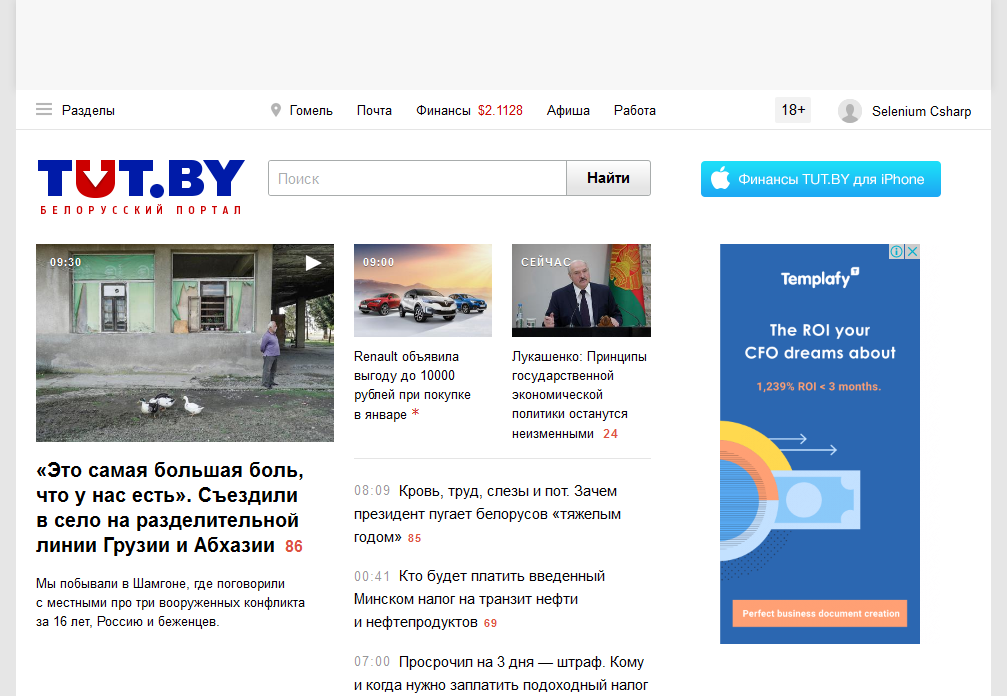 Разделы
Гомель
Почта
Финансы $2.1128
Афиша
Работа
18+
Selenium Csharp
TUT.BY
БЕЛОРУССКИЙ ПОРТАЛ
Поиск
Найти
Финансы TUT.BY для iPhone
09:30
«Это самая большая боль,
что у нас есть». Съездили
в село на разделительной
линии Грузии и Абхазии 86
Мы побывали в Шамгоне, где поговорили
с местными про три вооруженных конфликта
за 16 лет, Россию и беженцев.
09:00
Renault объявила
выгоду до 10000
рублей при покупке
в январе *
СЕЙЧАС
Лукашенко: Принципы
государственной
экономической
политики останутся
неизменными 24
08:09 Кровь, труд, слезы и пот. Зачем
президент пугает белорусов «тяжелым
годом» 85
00:41 Кто будет платить введенный
Минском налог на транзит нефти
и нефтепродуктов 69
07:00 Просрочил на 3 дня — штраф. Кому
и когда нужно заплатить подоходный налог
Templafy
The ROI your
CFO dreams about
1,239% ROI < 3 months.
Perfect business document creation